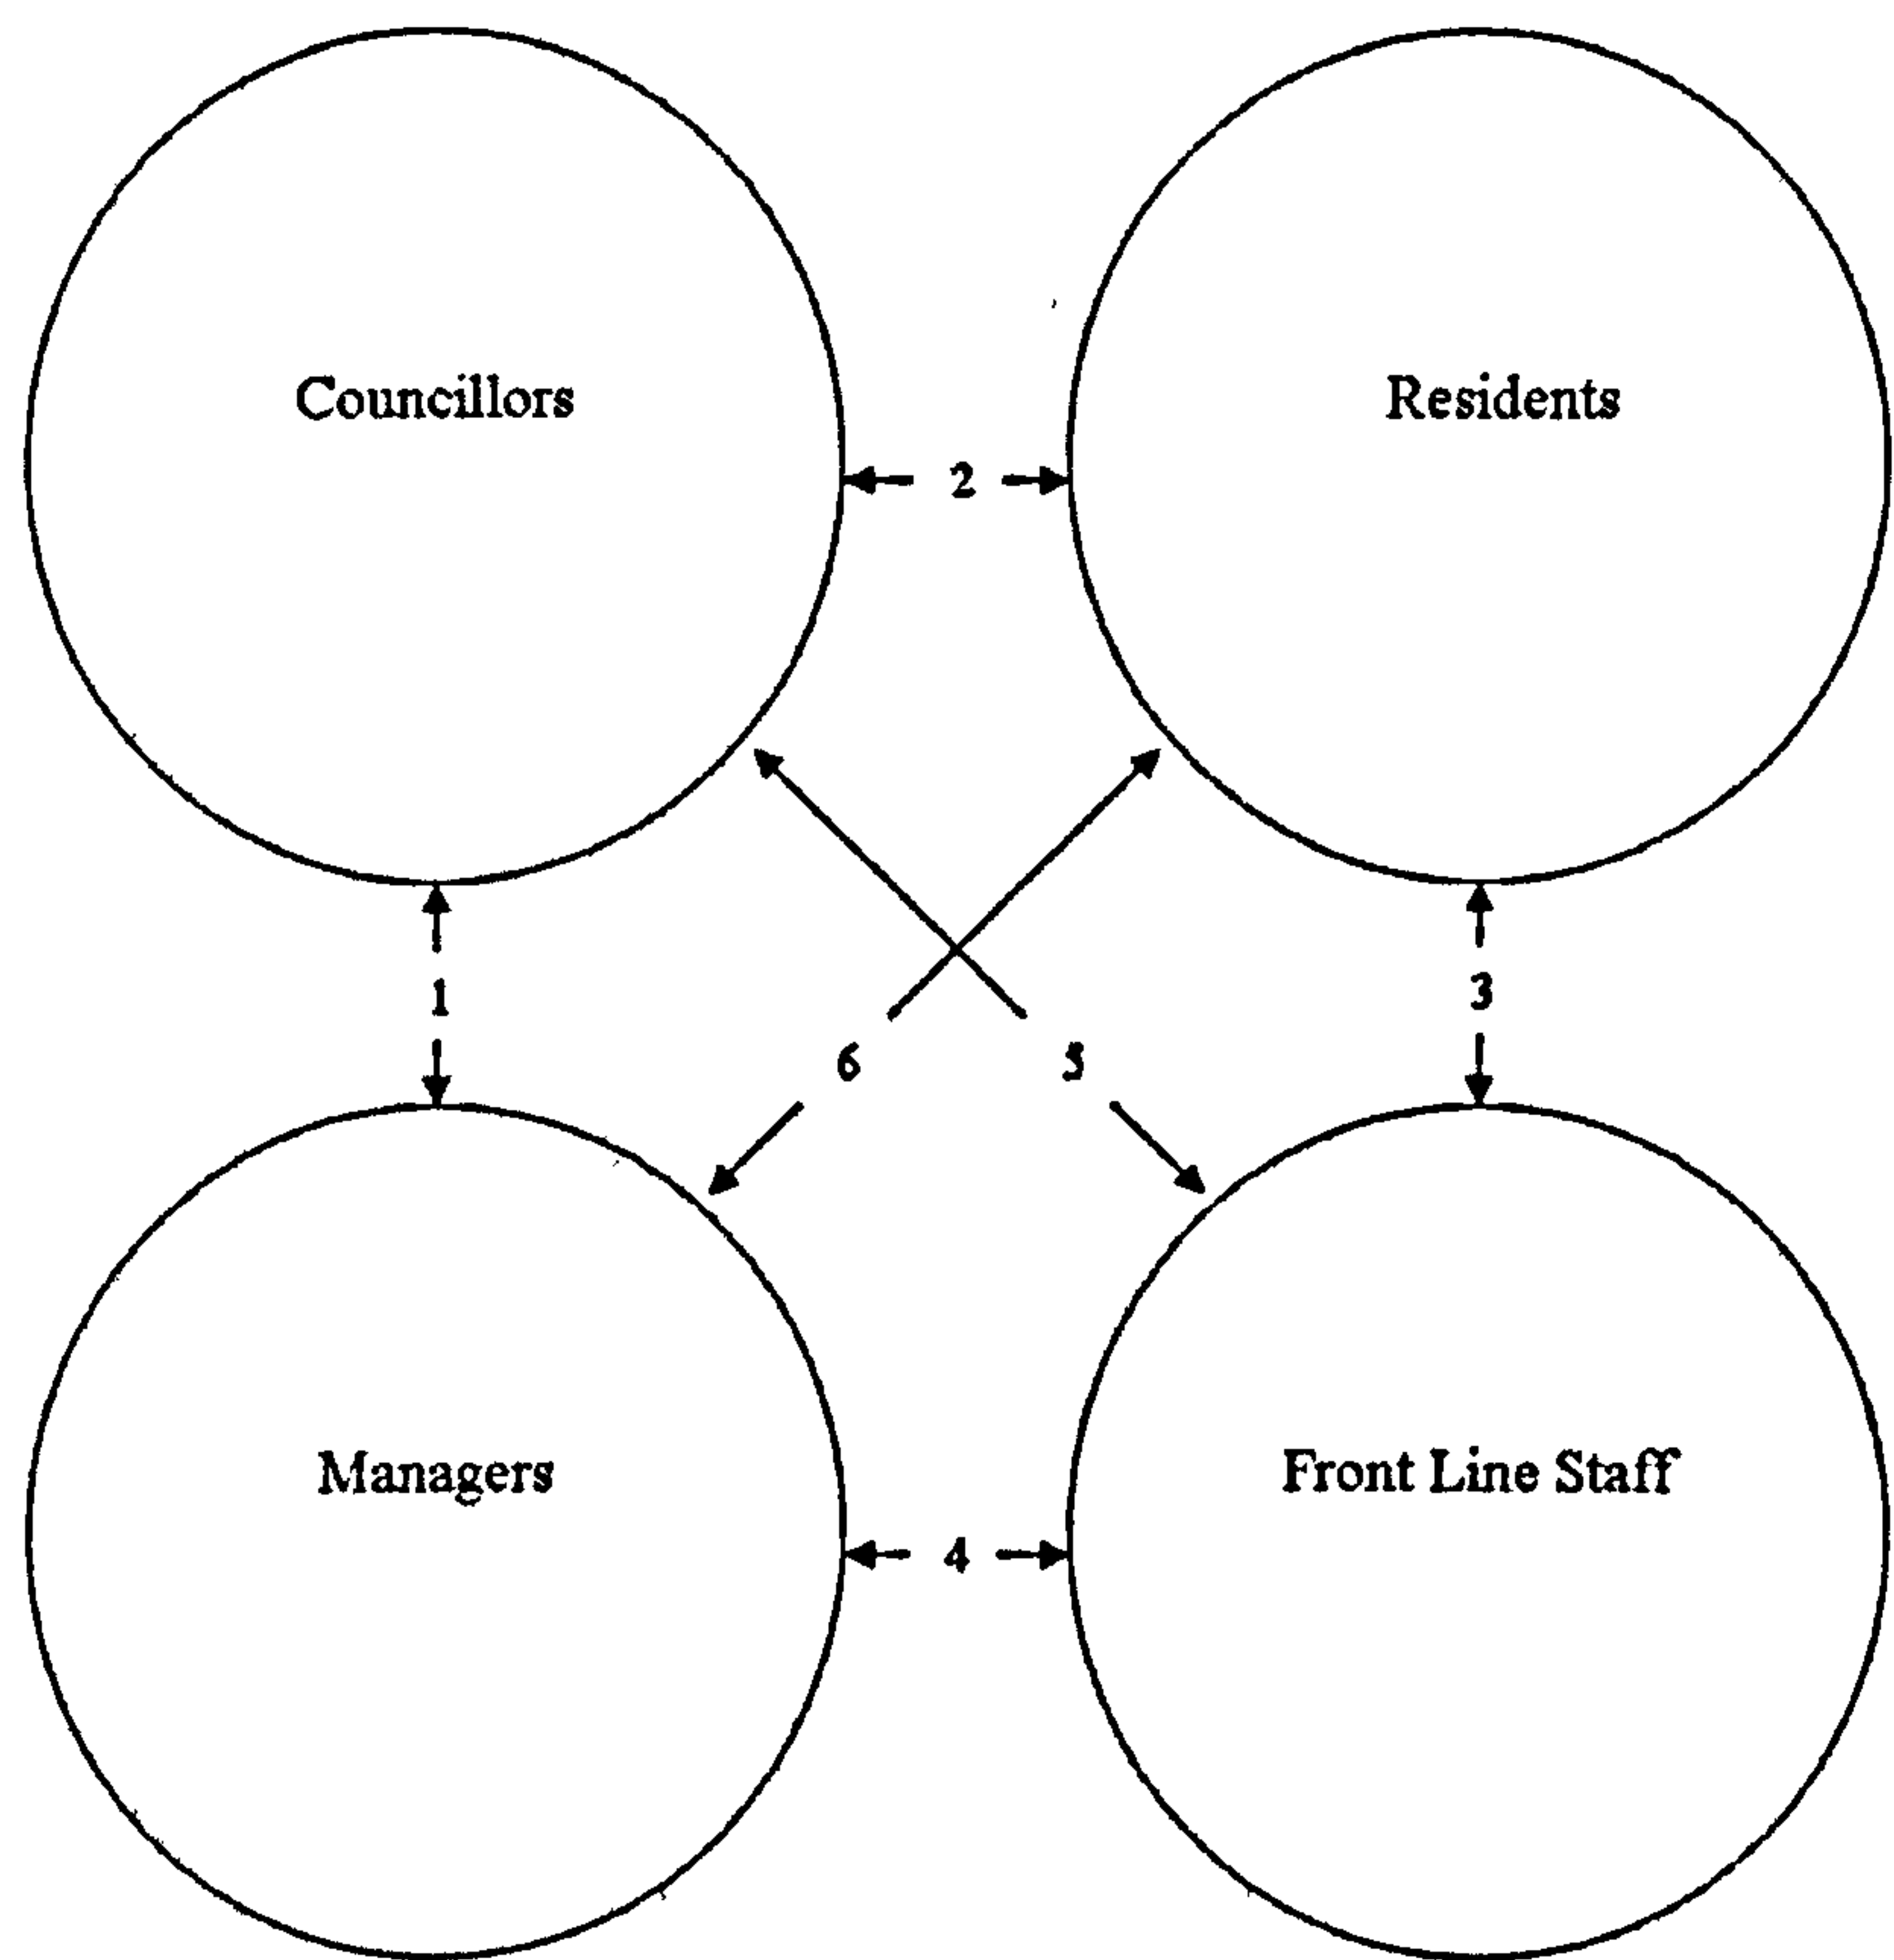 Councillors
Residents
2
1
3
6
5
Managers
Front Line Staff
4